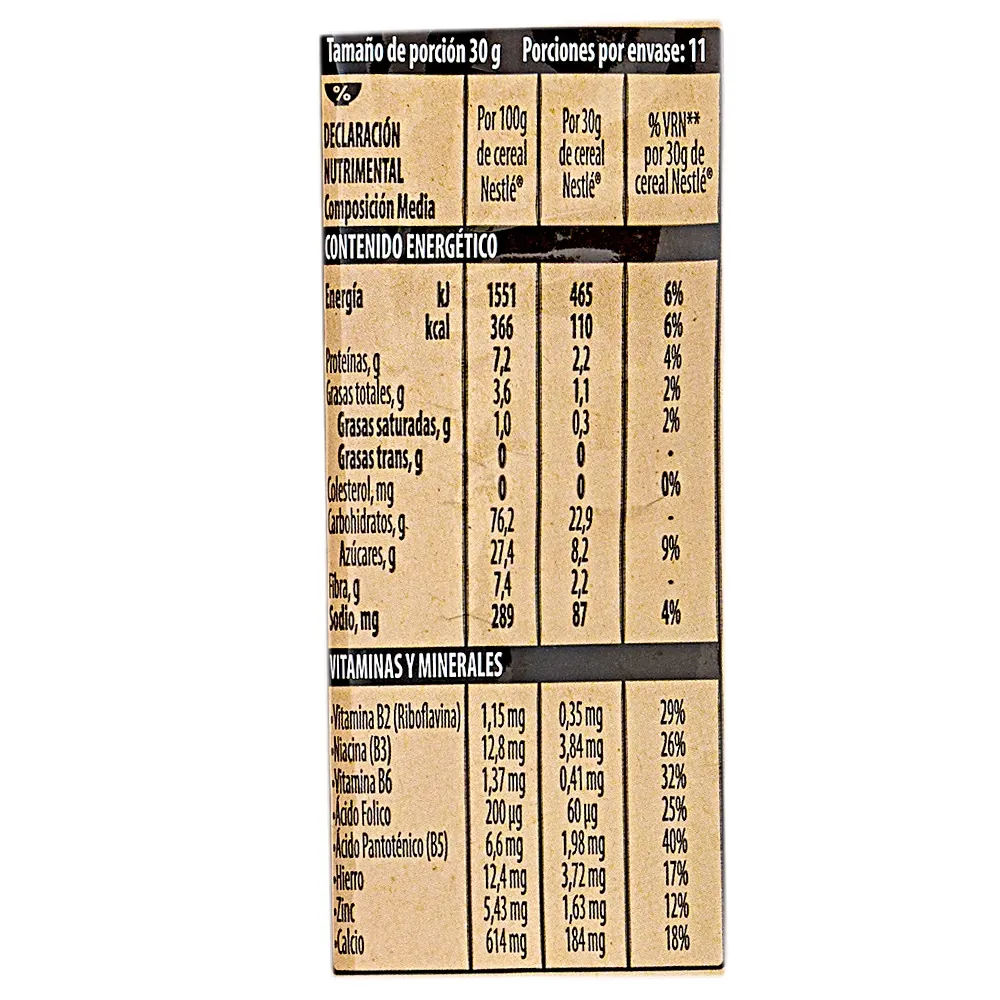 Tamaño de porción 30 g Porciones por envase: 11
%
DECLARACIÓN
NUTRIMENTAL
Composición Media
Por 100g
de cereal
Nestlé®
Por 30g
de cereal
Nestlé®
% VRN**
por 30g de
cereal Nestlé®
CONTENIDO ENERGÉTICO
Energía kJ 1551 465 6%
kcal 366 110 6%
Proteínas, g 7,2 2,2 4%
Grasas totales, g 3,6 1,1 2%
Grasas saturadas, g 1,0 0,3 2%
Grasas trans, g 0 0 -
Colesterol, mg 0 0 0%
Carbohidratos, g 76,2 22,9 -
Azúcares, g 27,4 8,2 9%
Fibra, g 7,4 2,2 -
Sodio, mg 289 87 4%
VITAMINAS Y MINERALES
•Vitamina B2 (Riboflavina) 1,15 mg 0,35 mg 29%
•Niacina (B3) 12,8 mg 3,84 mg 26%
•Vitamina B6 1,37 mg 0,41 mg 32%
•Ácido Folico 200 µg 60 µg 25%
•Ácido Pantoténico (B5) 6,6 mg 1,98 mg 40%
•Hierro 12,4 mg 3,72 mg 17%
•Zinc 5,43 mg 1,63 mg 12%
•Calcio 614 mg 184 mg 18%